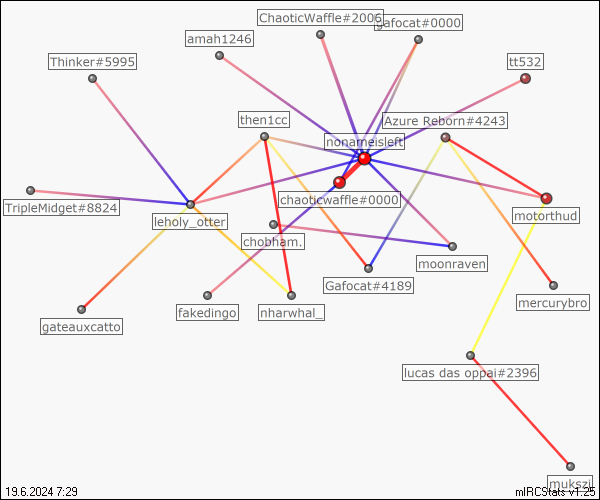 ChaoticWaffle#2006
gafocat#0000
amah1246
Thinker#5995
tt532
then1cc
Azure Reborn#4243
nonameisleft
chaoticwaffle#0000
TripleMidget#8824
leholy_otter
motorthud
chobham.
moonraven
Gafocat#4189
fakedingo
nharwhal_
mercurybro
gateauxcatto
lucas das oppai#2396
mukszi
19.6.2024 7:29
mIRCStats v1.25